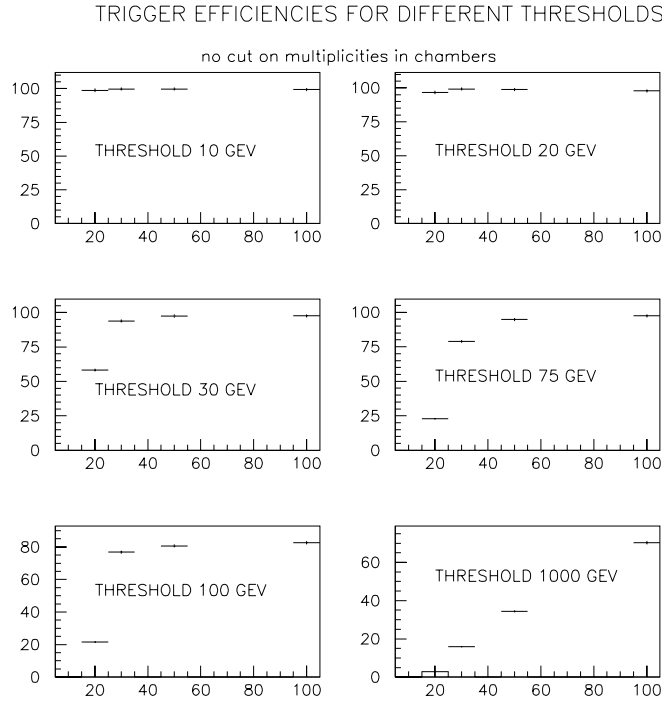 TRIGGER EFFICIENCIES FOR DIFFERENT THRESHOLDS
no cut on multiplicities in chambers
100
75
50
25
0
THRESHOLD 10 GEV
20 40 60 80 100
100
75
50
25
0
THRESHOLD 20 GEV
20 40 60 80 100
100
75
50
25
0
THRESHOLD 30 GEV
20 40 60 80 100
100
75
50
25
0
THRESHOLD 75 GEV
20 40 60 80 100
80
60
40
20
0
THRESHOLD 100 GEV
20 40 60 80 100
60
40
20
0
THRESHOLD 1000 GEV
20 40 60 80 100